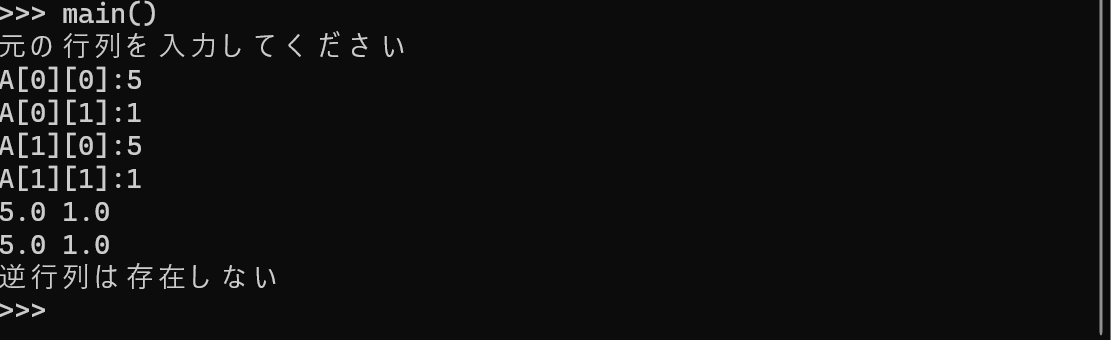 >>> main()
元の行列を入力してください
A[0][0]:5
A[0][1]:1
A[1][0]:5
A[1][1]:1
5.0 1.0
5.0 1.0
逆行列は存在しない
>>>